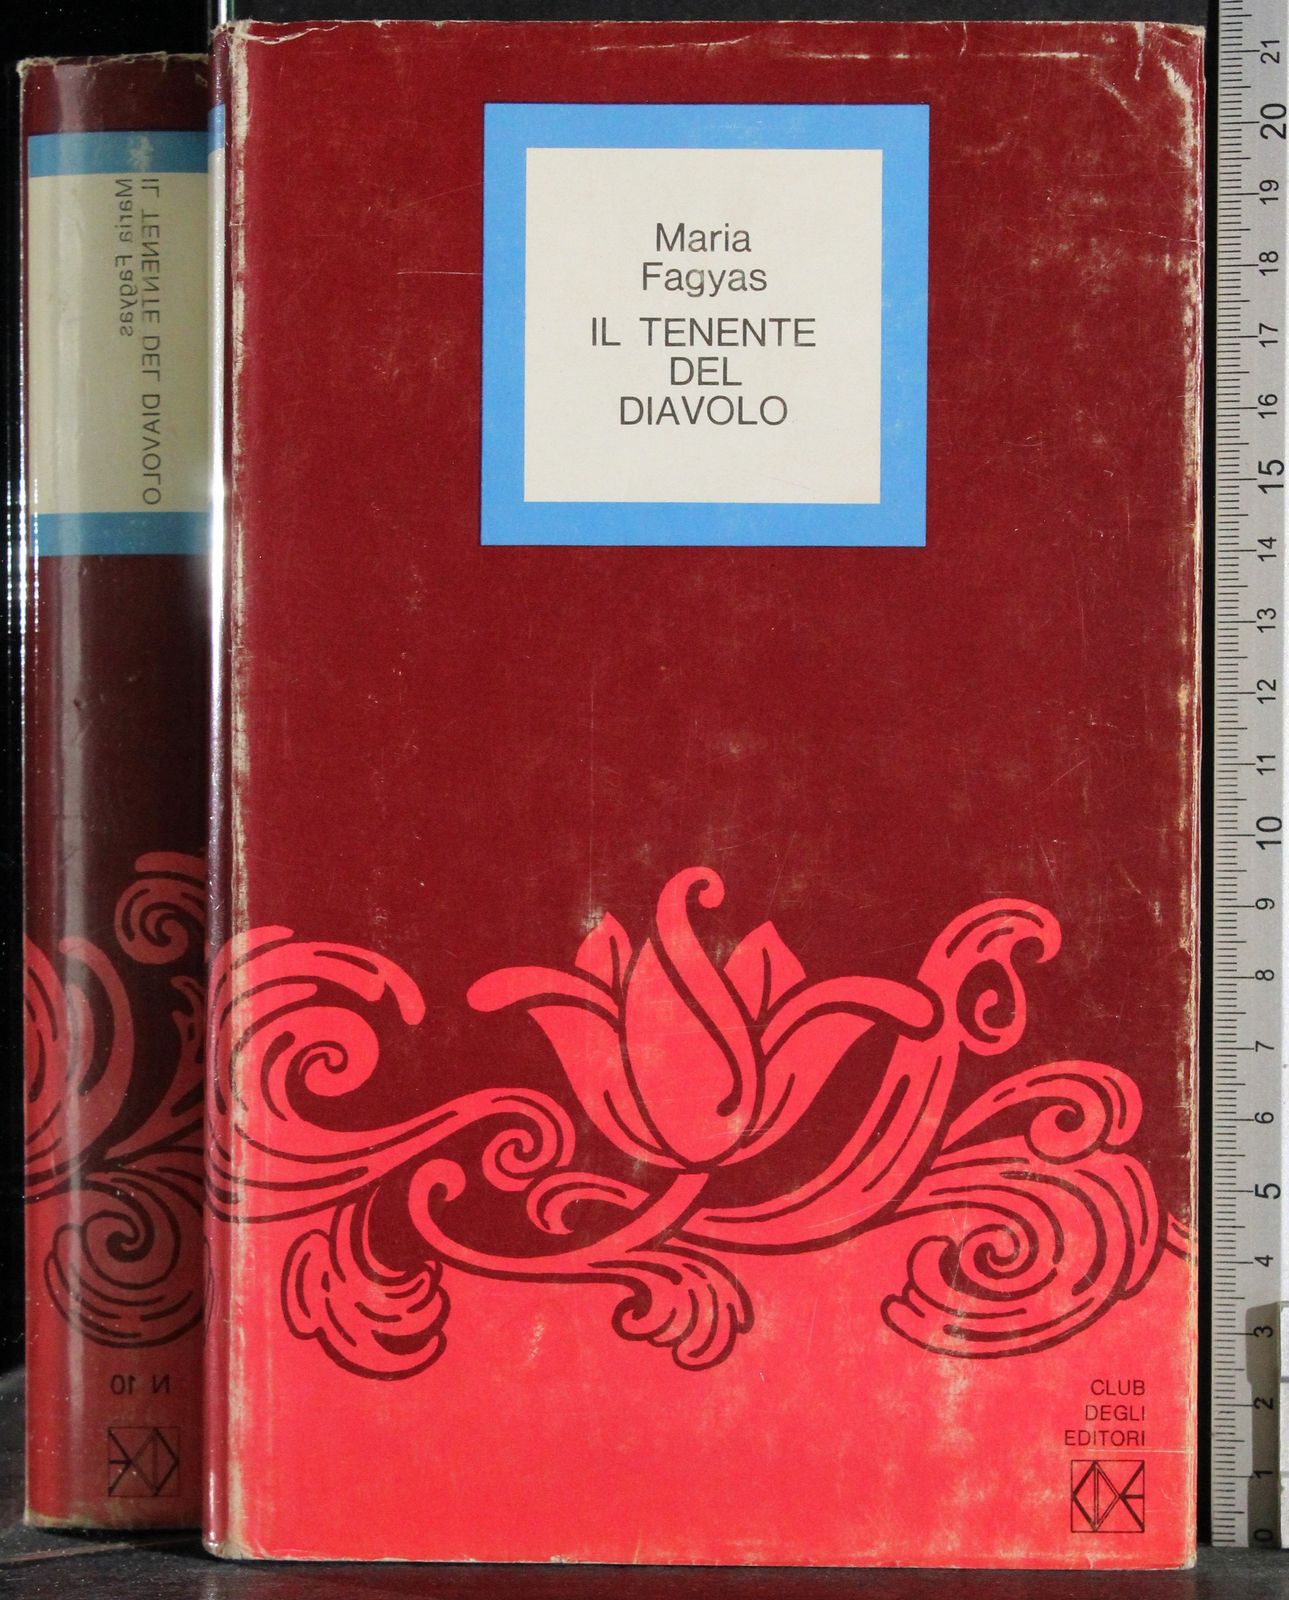 Maria
Fagyas
IL TENENTE
DEL
DIAVOLO
CLUB
DEGLI
EDITORI
Maria Fagyas
IL TENENTE DEL DIAVOLO
N 10
21
20
19
18
17
16
15
14
13
12
11
10
9
8
7
6
5
4
3
2
1
0